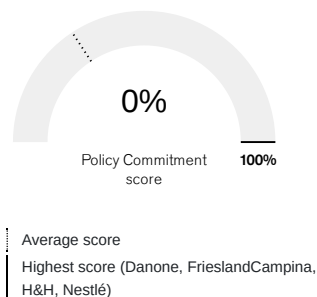 0%
Policy Commitment
score
100%
Average score
Highest score (Danone, FrieslandCampina,
H&H, Nestlé)